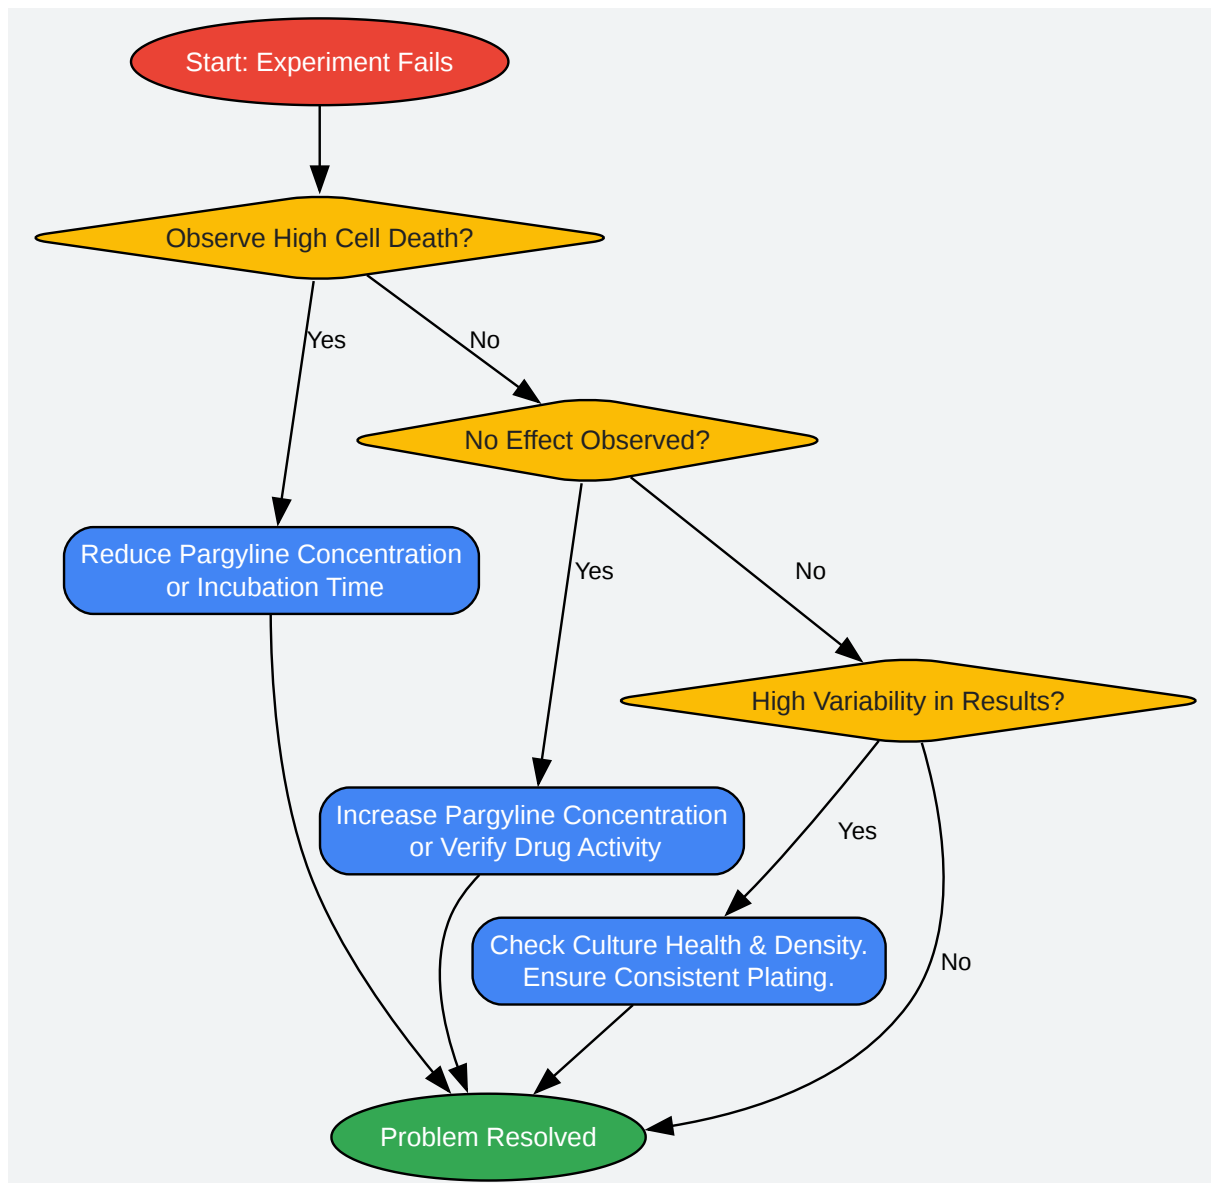 Start: Experiment Fails
Observe High Cell Death?
Yes
No
No Effect Observed?
Reduce Pargyline Concentration
or Incubation Time
Yes
No
High Variability in Results?
Increase Pargyline Concentration
or Verify Drug Activity
Yes
Check Culture Health & Density.
Ensure Consistent Plating.
No
Problem Resolved